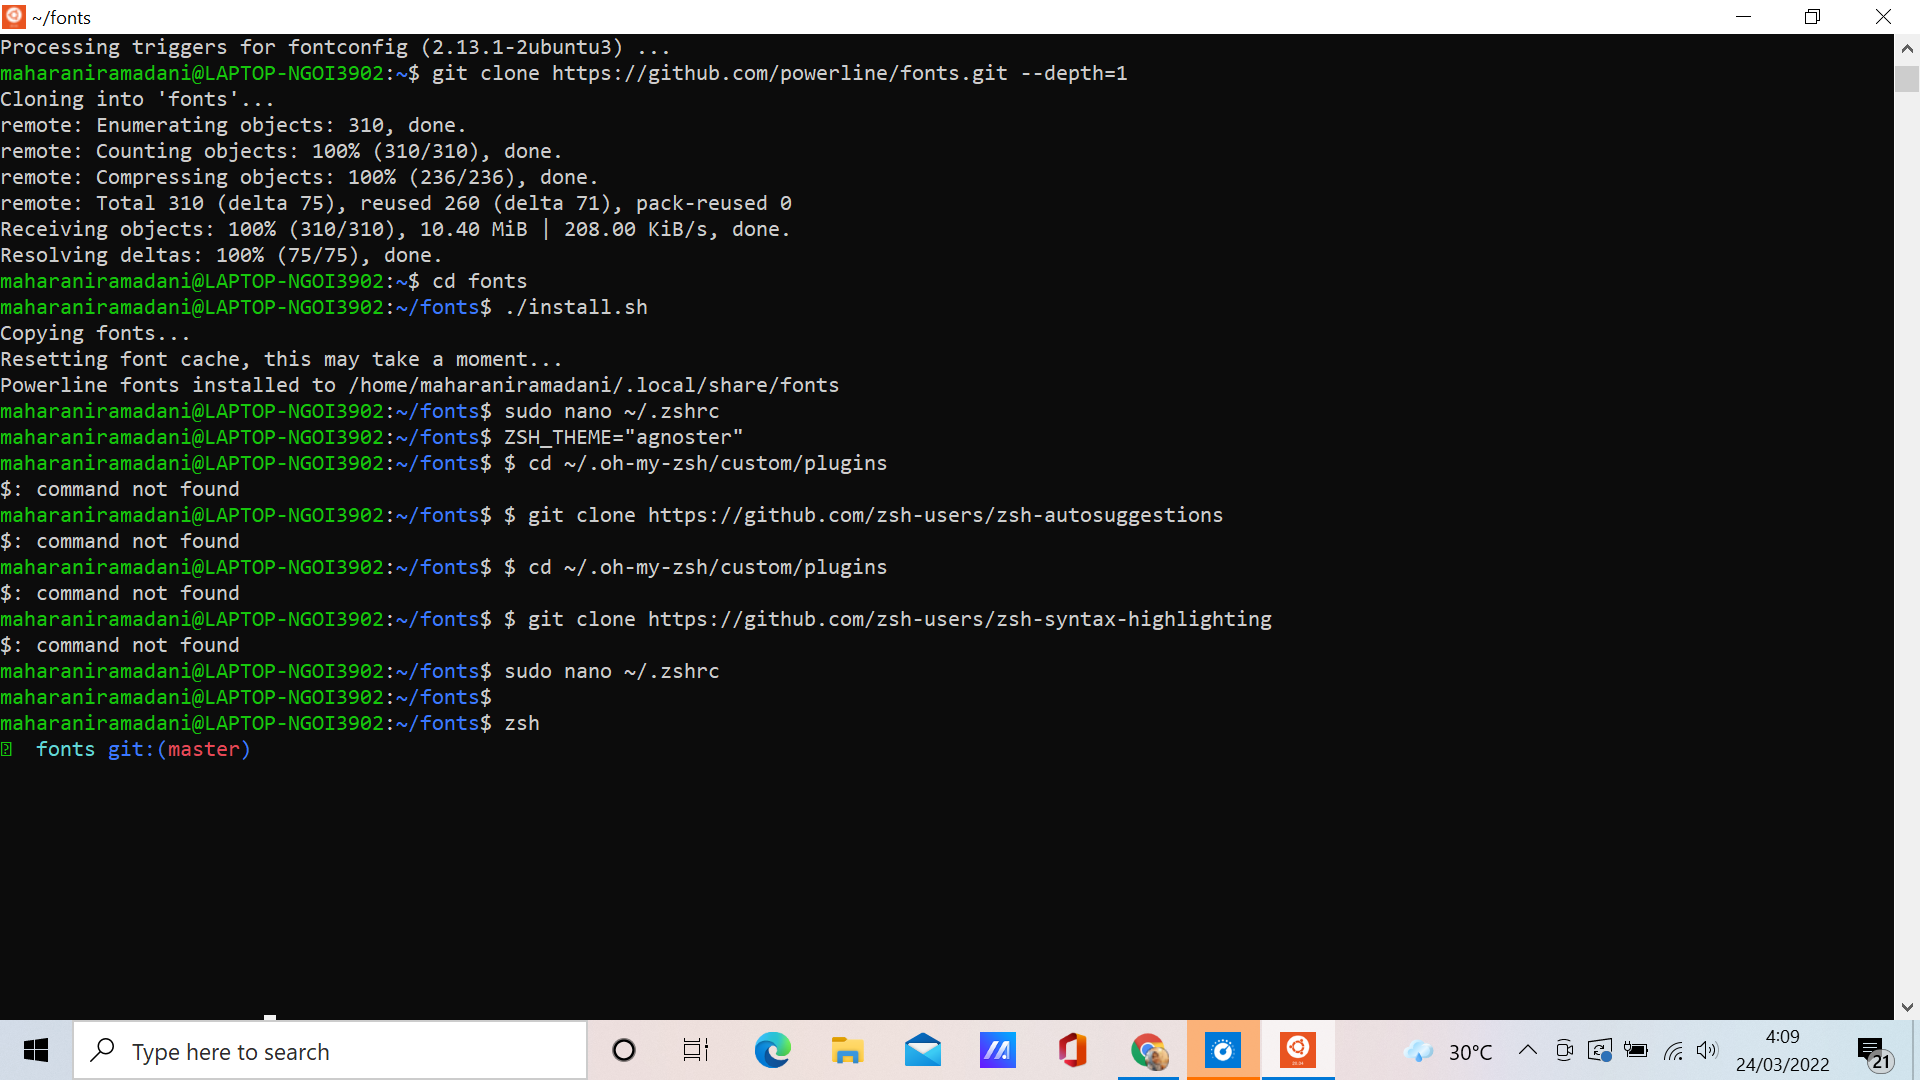 ~/fonts
Processing triggers for fontconfig (2.13.1-2ubuntu3) ...
maharaniramadani@LAPTOP-NGOI3902:~$ git clone https://github.com/powerline/fonts.git --depth=1
Cloning into 'fonts'...
remote: Enumerating objects: 310, done.
remote: Counting objects: 100% (310/310), done.
remote: Compressing objects: 100% (236/236), done.
remote: Total 310 (delta 75), reused 260 (delta 71), pack-reused 0
Receiving objects: 100% (310/310), 10.40 MiB | 208.00 KiB/s, done.
Resolving deltas: 100% (75/75), done.
maharaniramadani@LAPTOP-NGOI3902:~$ cd fonts
maharaniramadani@LAPTOP-NGOI3902:~/fonts$ ./install.sh
Copying fonts...
Resetting font cache, this may take a moment...
Powerline fonts installed to /home/maharaniramadani/.local/share/fonts
maharaniramadani@LAPTOP-NGOI3902:~/fonts$ sudo nano ~/.zshrc
maharaniramadani@LAPTOP-NGOI3902:~/fonts$ ZSH_THEME="agnoster"
maharaniramadani@LAPTOP-NGOI3902:~/fonts$ $ cd ~/.oh-my-zsh/custom/plugins
$: command not found
maharaniramadani@LAPTOP-NGOI3902:~/fonts$ $ git clone https://github.com/zsh-users/zsh-autosuggestions
$: command not found
maharaniramadani@LAPTOP-NGOI3902:~/fonts$ $ cd ~/.oh-my-zsh/custom/plugins
$: command not found
maharaniramadani@LAPTOP-NGOI3902:~/fonts$ $ git clone https://github.com/zsh-users/zsh-syntax-highlighting
$: command not found
maharaniramadani@LAPTOP-NGOI3902:~/fonts$ sudo nano ~/.zshrc
maharaniramadani@LAPTOP-NGOI3902:~/fonts$
maharaniramadani@LAPTOP-NGOI3902:~/fonts$ zsh
fonts git:(master)
Type here to search
30°C
4:09
24/03/2022
21